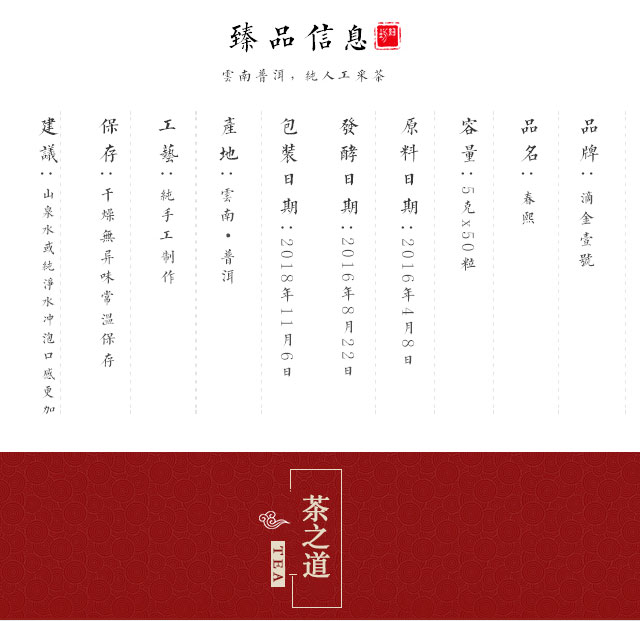 臻品信息
雲南普洱，純人工采茶
品牌：滴金壹號
品名：春熙
容量：5克x50粒
原料日期：2016年4月8日
發酵日期：2016年8月22日
包裝日期：2018年11月6日
產地：雲南·普洱
工藝：純手工制作
保存：干燥無异味常溫保存
建議：山泉水或純淨水冲泡口感更加
茶之道
TEA